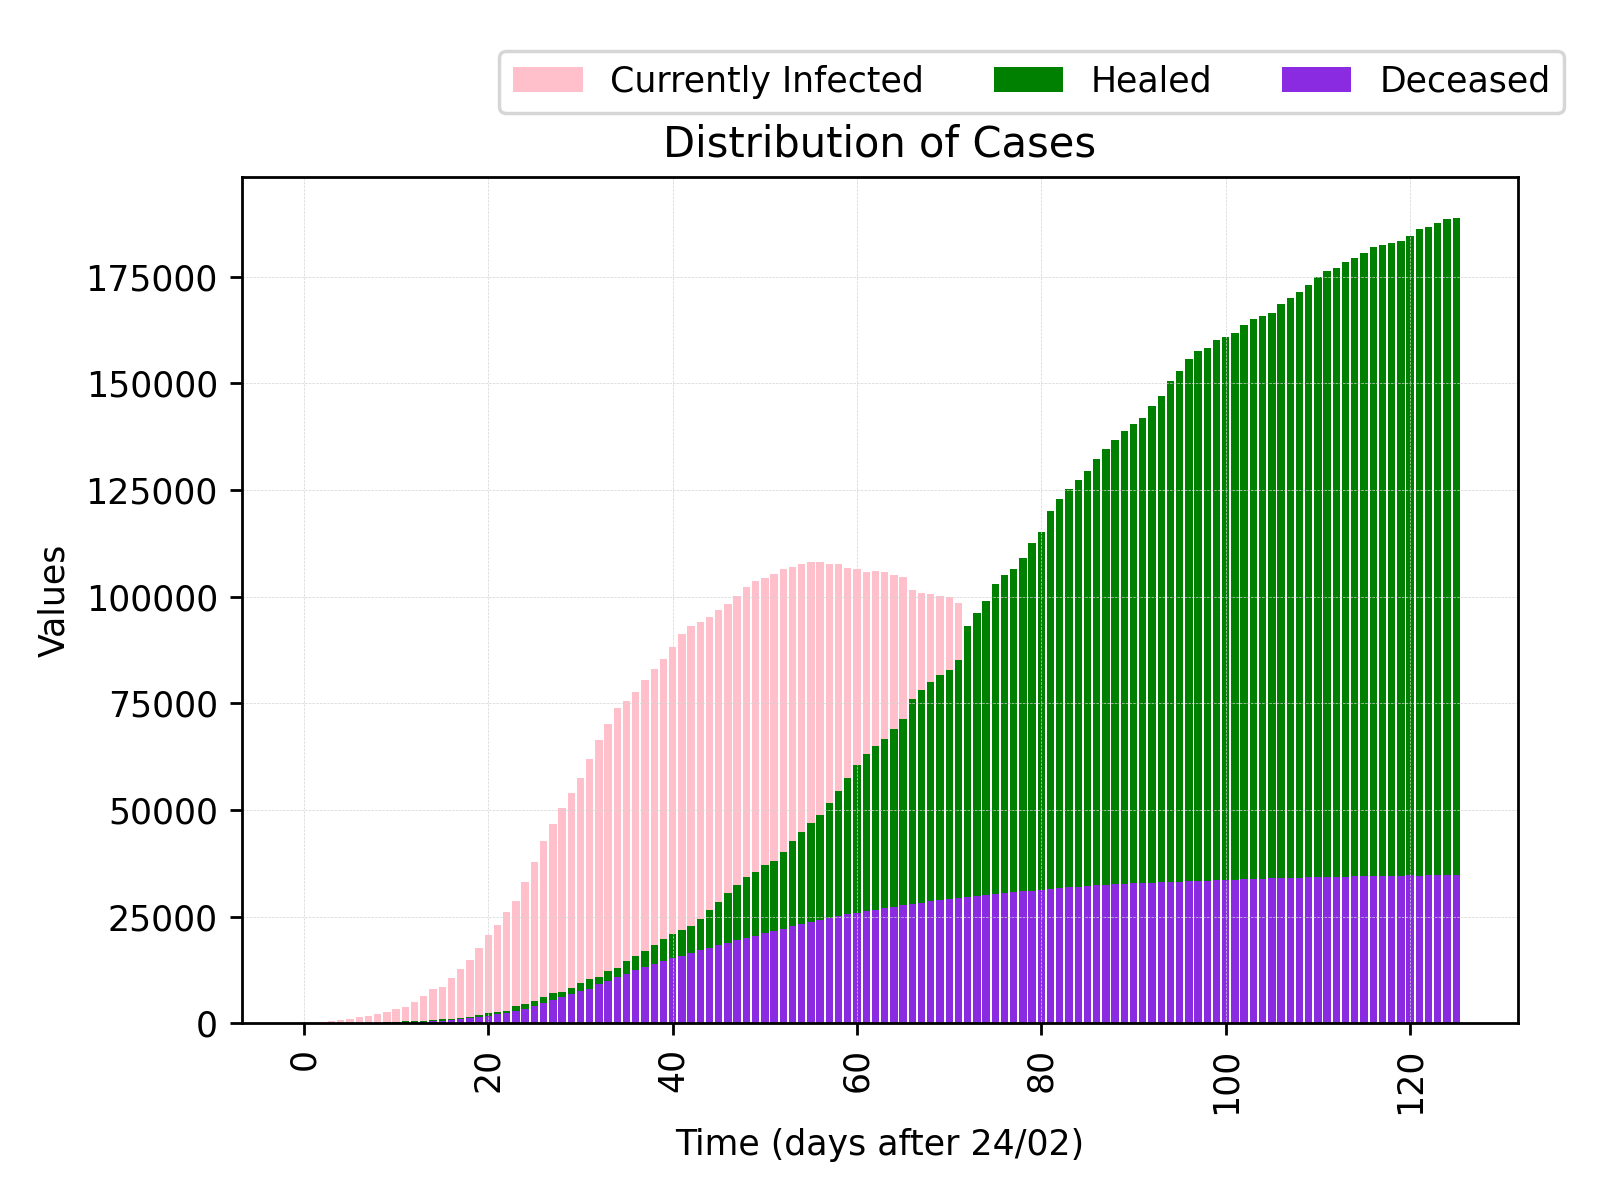 Currently Infected Healed Deceased
Distribution of Cases
Values
175000
150000
125000
100000
75000
50000
25000
0
0 20 40 60 80 100 120
Time (days after 24/02)